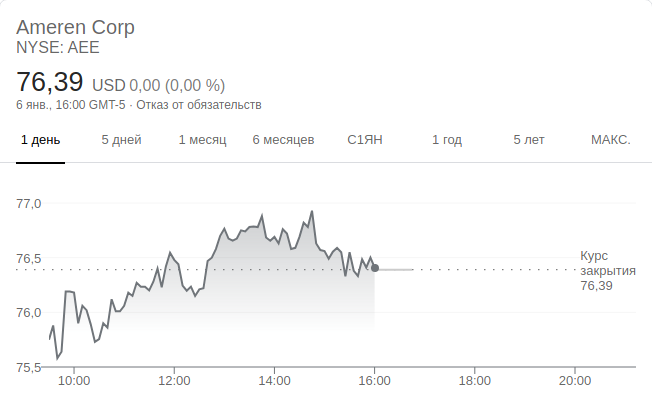 Ameren Corp
NYSE: AEE
76,39 USD 0,00 (0,00 %)
6 янв., 16:00 GMT-5 · Отказ от обязательств
1 день 5 дней 1 месяц 6 месяцев С1ЯН 1 год 5 лет МАКС.
77,0
76,5
76,0
75,5
Курс
закрытия
76,39
10:00 12:00 14:00 16:00 18:00 20:00